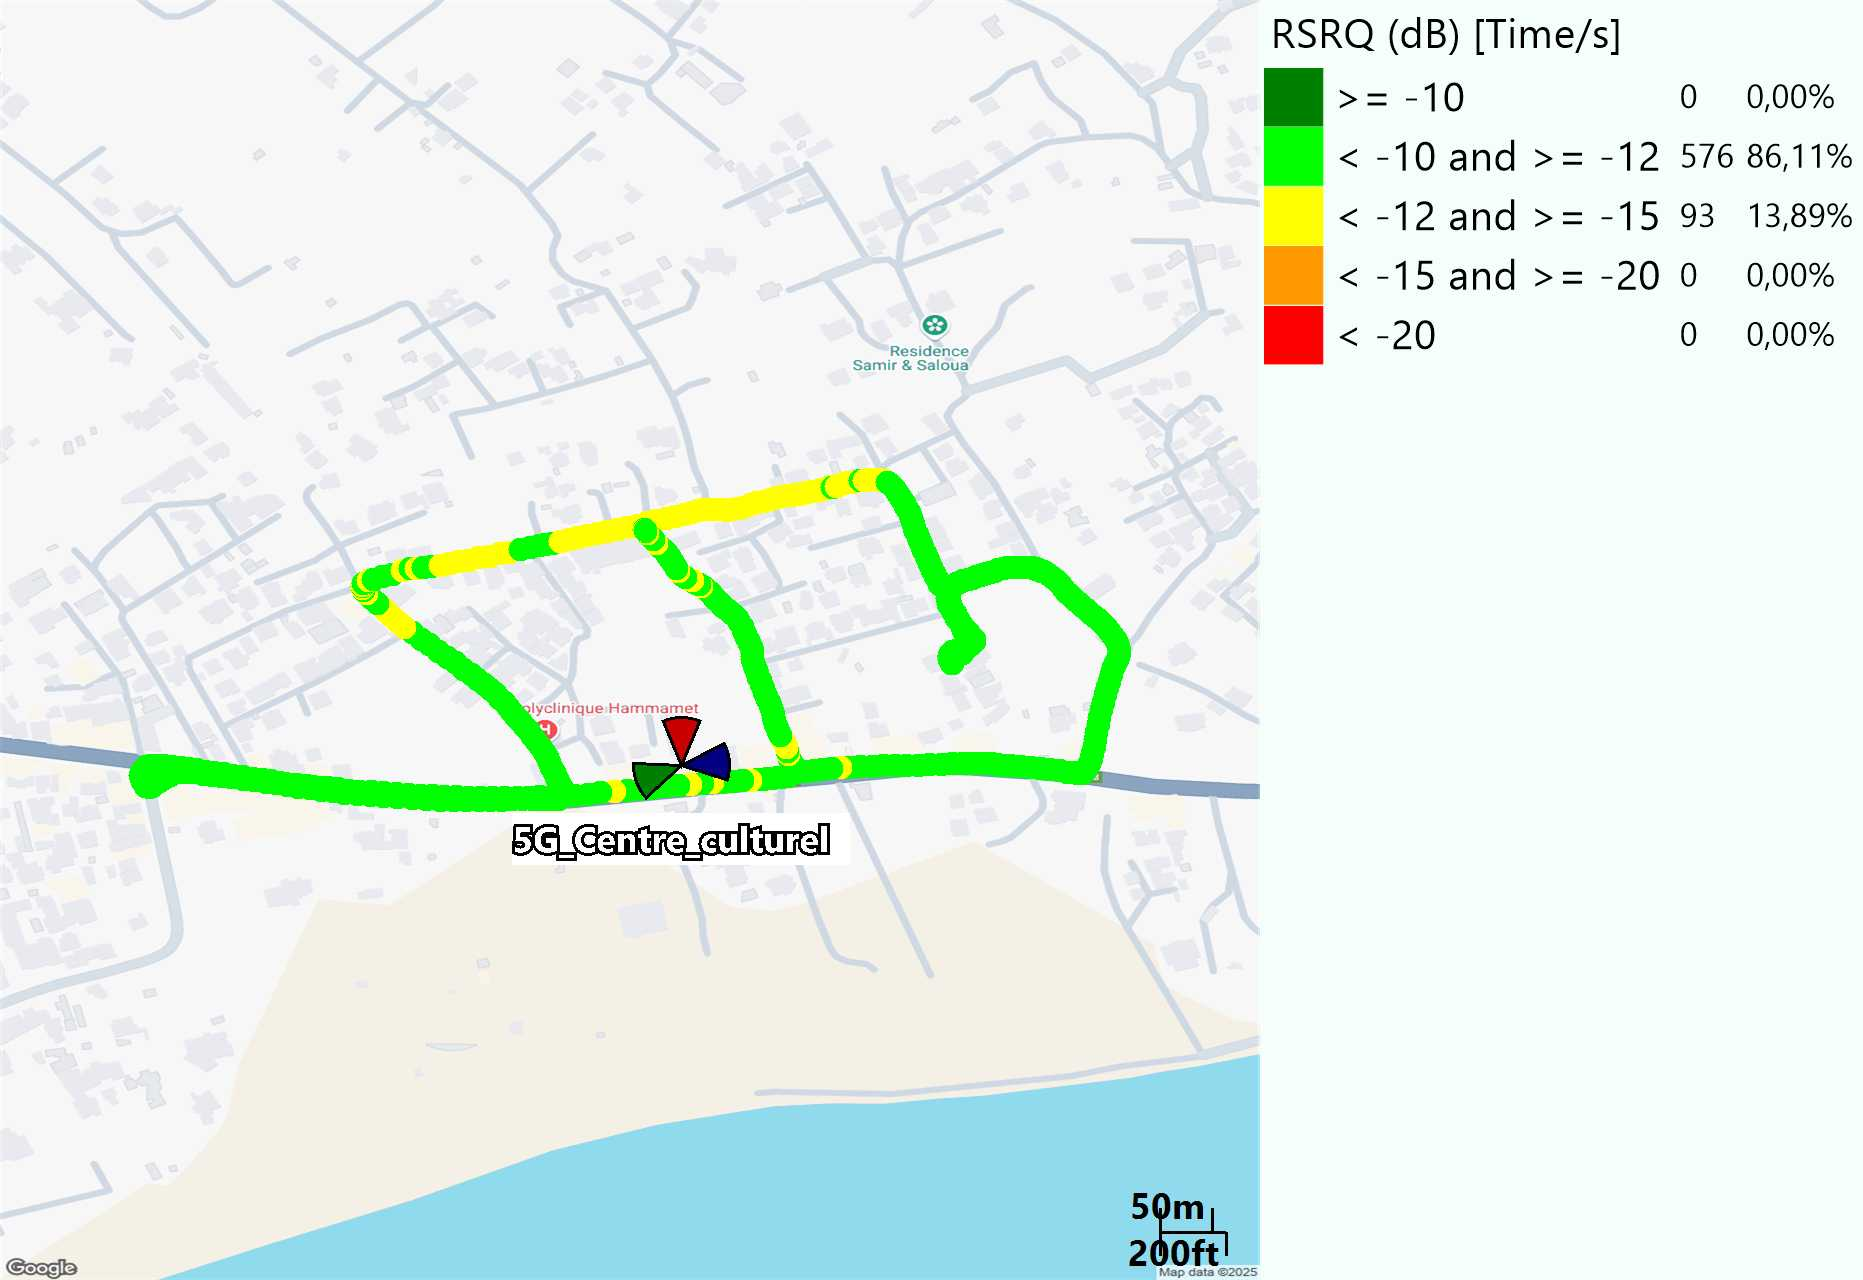 RSRQ (dB) [Time/s]
>= -10 0 0,00%
< -10 and >= -12 576 86,11%
< -12 and >= -15 93 13,89%
< -15 and >= -20 0 0,00%
< -20 0 0,00%
Residence
Samir & Saloua
olyclinique Hammamet
H
5G_Centre_culturel
50m
200ft
Google
Map data ©2025